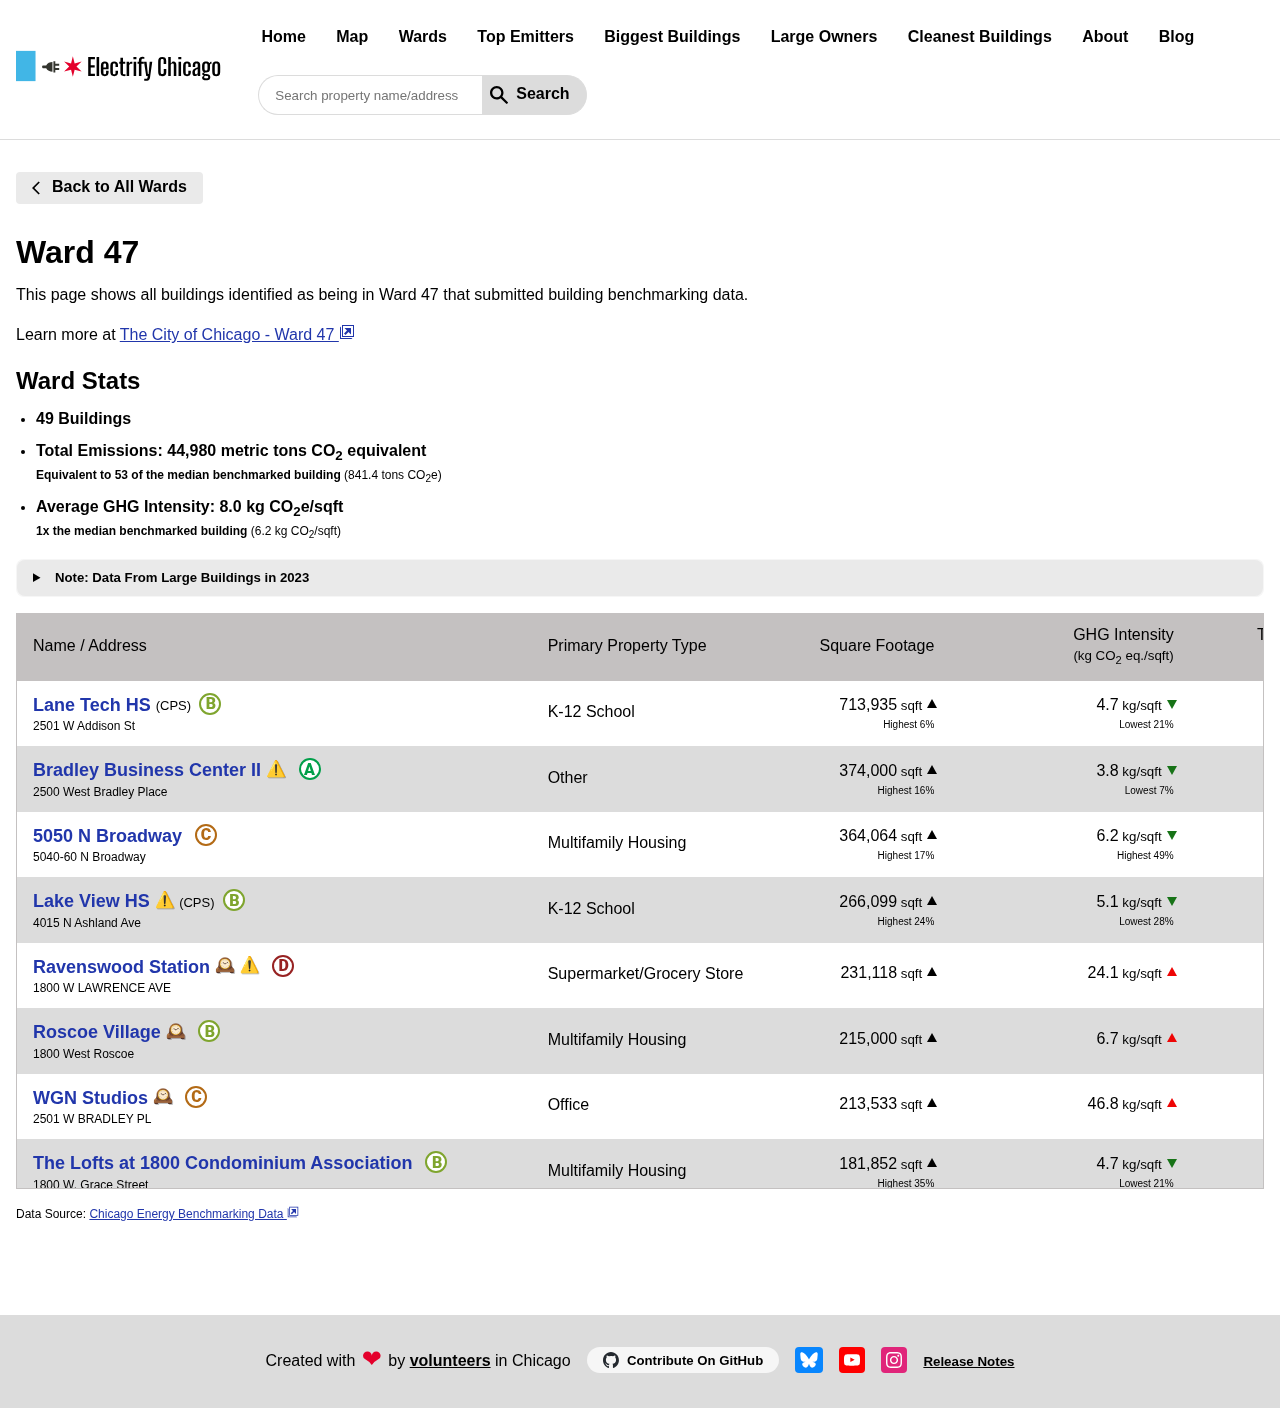 Home Map Wards Top Emitters Biggest Buildings Large Owners Cleanest Buildings About Blog
Electrify Chicago
Search property name/address Search
Back to All Wards
Ward 47
This page shows all buildings identified as being in Ward 47 that submitted building benchmarking data.
Learn more at The City of Chicago - Ward 47
Ward Stats
• 49 Buildings
• Total Emissions: 44,980 metric tons CO2 equivalent
Equivalent to 53 of the median benchmarked building (841.4 tons CO2e)
• Average GHG Intensity: 8.0 kg CO2e/sqft
1x the median benchmarked building (6.2 kg CO2/sqft)
Note: Data From Large Buildings in 2023
Name / Address Primary Property Type Square Footage GHG Intensity (kg CO2 eq./sqft) T
Lane Tech HS (CPS) B K-12 School 713,935 sqft ▲ 4.7 kg/sqft ▼
2501 W Addison St Highest 6% Lowest 21%
Bradley Business Center II ⚠️ A Other 374,000 sqft ▲ 3.8 kg/sqft ▼
2500 West Bradley Place Highest 16% Lowest 7%
5050 N Broadway C Multifamily Housing 364,064 sqft ▲ 6.2 kg/sqft ▼
5040-60 N Broadway Highest 17% Highest 49%
Lake View HS ⚠️ (CPS) B K-12 School 266,099 sqft ▲ 5.1 kg/sqft ▼
4015 N Ashland Ave Highest 24% Lowest 28%
Ravenswood Station 🕰️ ⚠️ D Supermarket/Grocery Store 231,118 sqft ▲ 24.1 kg/sqft ▲
1800 W LAWRENCE AVE
Roscoe Village 🕰️ B Multifamily Housing 215,000 sqft ▲ 6.7 kg/sqft ▲
1800 West Roscoe
WGN Studios 🕰️ C Office 213,533 sqft ▲ 46.8 kg/sqft ▲
2501 W BRADLEY PL
The Lofts at 1800 Condominium Association B Multifamily Housing 181,852 sqft ▲ 4.7 kg/sqft ▼
1800 W. Grace Street Highest 35% Lowest 21%
Data Source: Chicago Energy Benchmarking Data
Created with ❤ by volunteers in Chicago Contribute On GitHub Release Notes